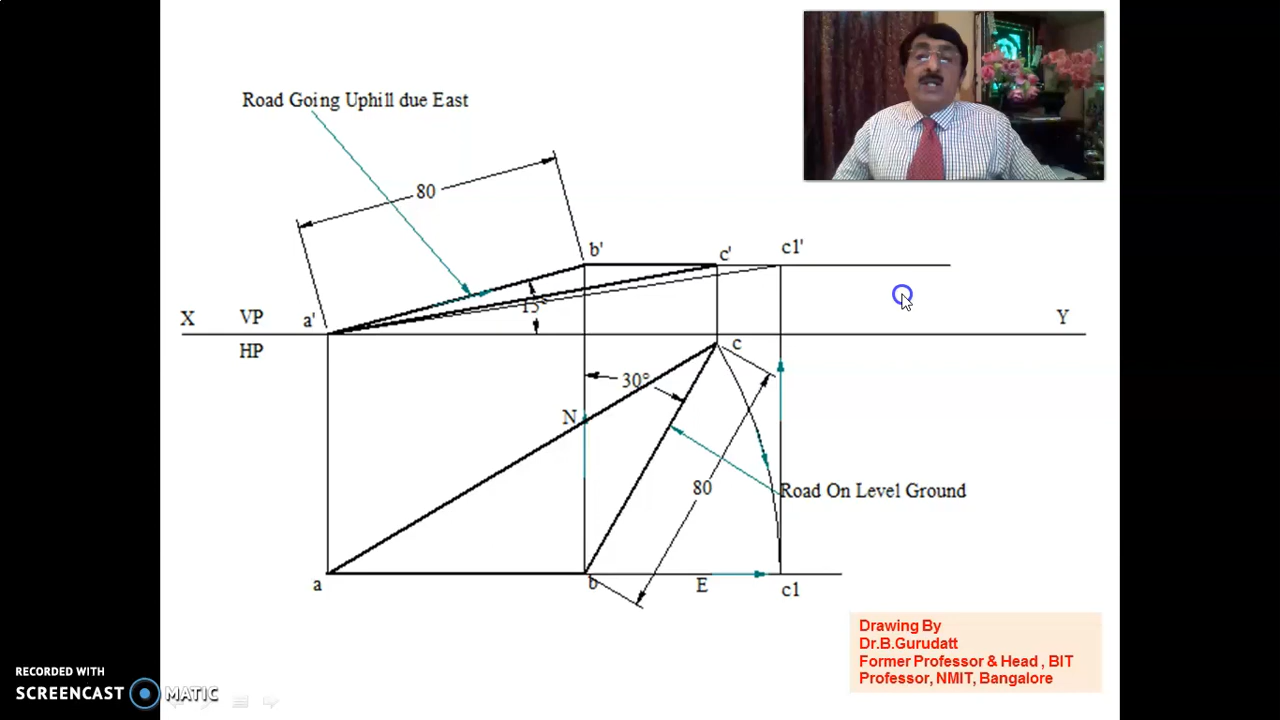 Road Going Uphill due East
80
b'
c'
c1'
15°
X
VP
a'
Y
HP
c
30°
N
80
Road On Level Ground
a
b
E
c1
Drawing By
Dr.B.Gurudatt
Former Professor & Head , BIT
Professor, NMIT, Bangalore
RECORDED WITH
SCREENCAST MATIC